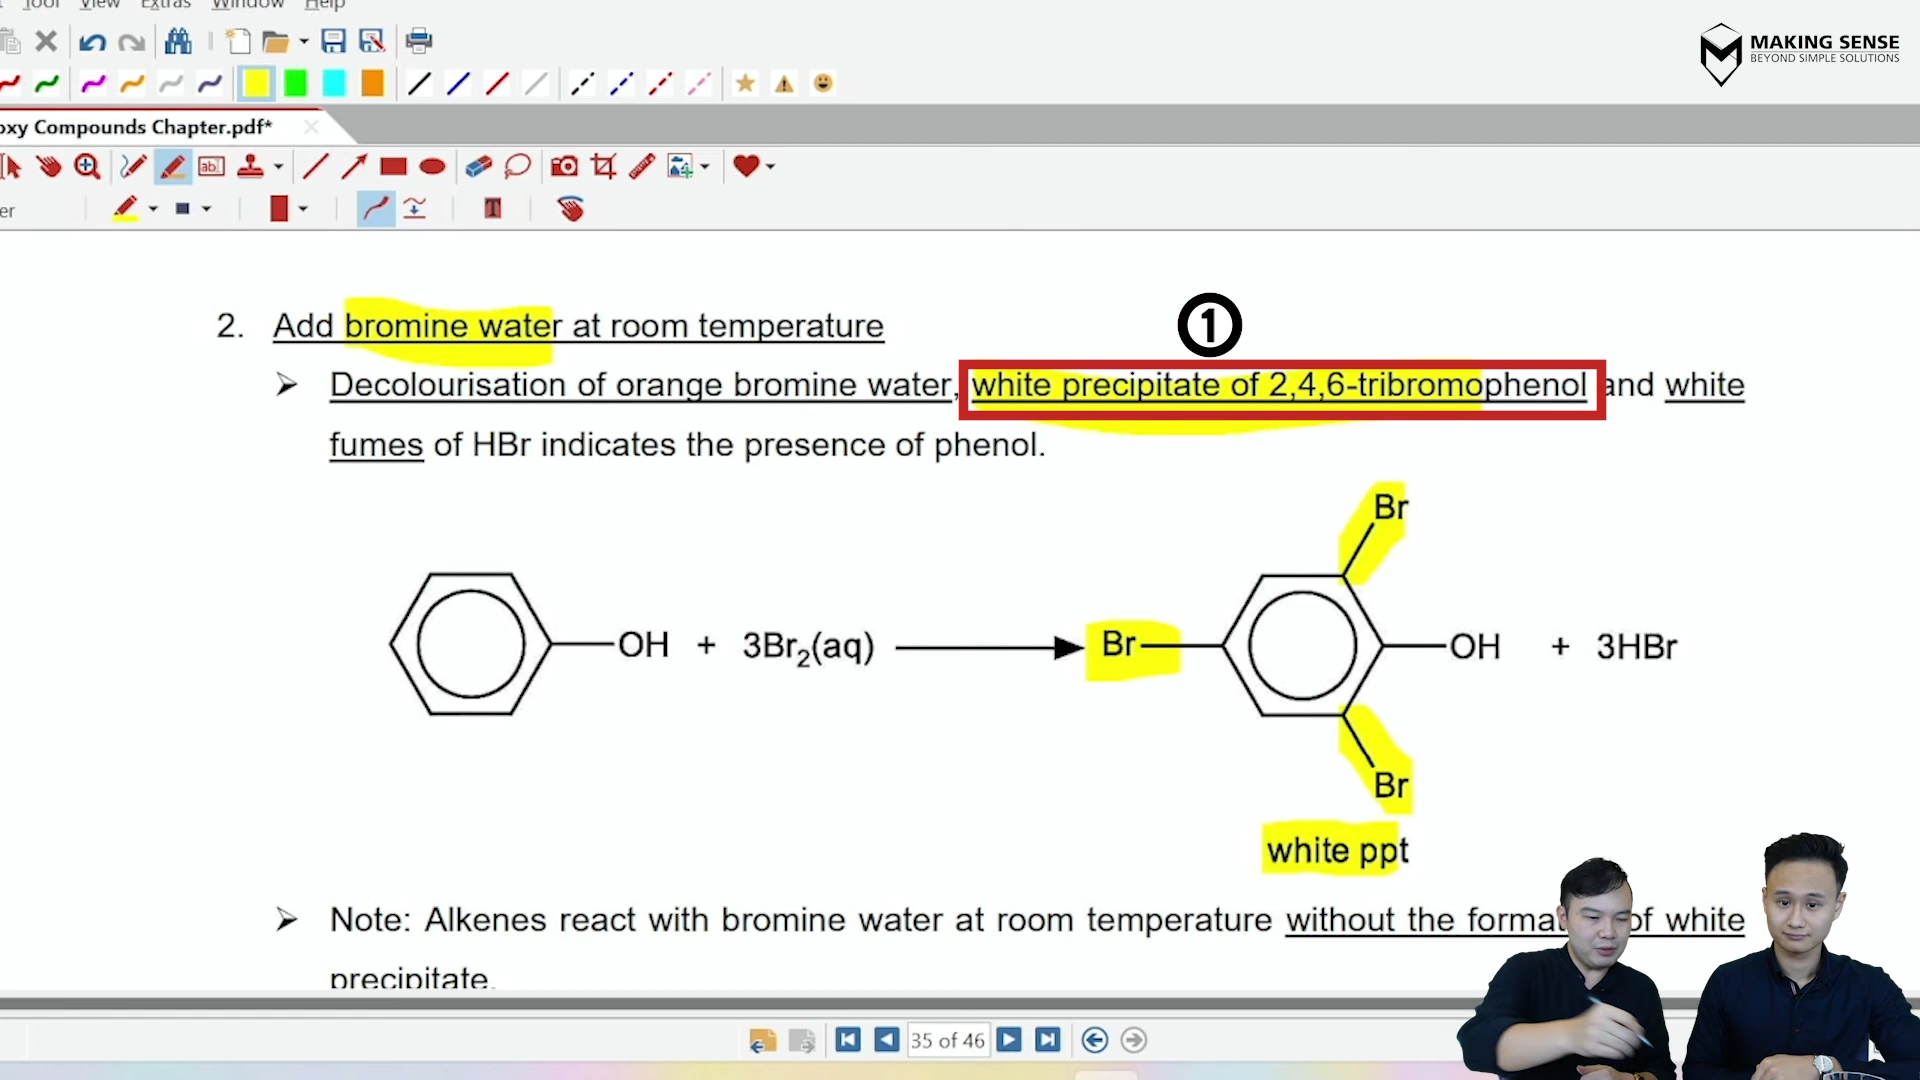 Tool View Extras Window Help
MAKING SENSE
BEYOND SIMPLE SOLUTIONS
oxy Compounds Chapter.pdf*
ab
er
T
2. Add bromine water at room temperature
①
➢ Decolourisation of orange bromine water, white precipitate of 2,4,6-tribromophenol and white
fumes of HBr indicates the presence of phenol.
Br
OH + 3Br₂(aq) Br OH + 3HBr
Br
white ppt
➢ Note: Alkenes react with bromine water at room temperature without the format of white
precipitate.
35 of 46